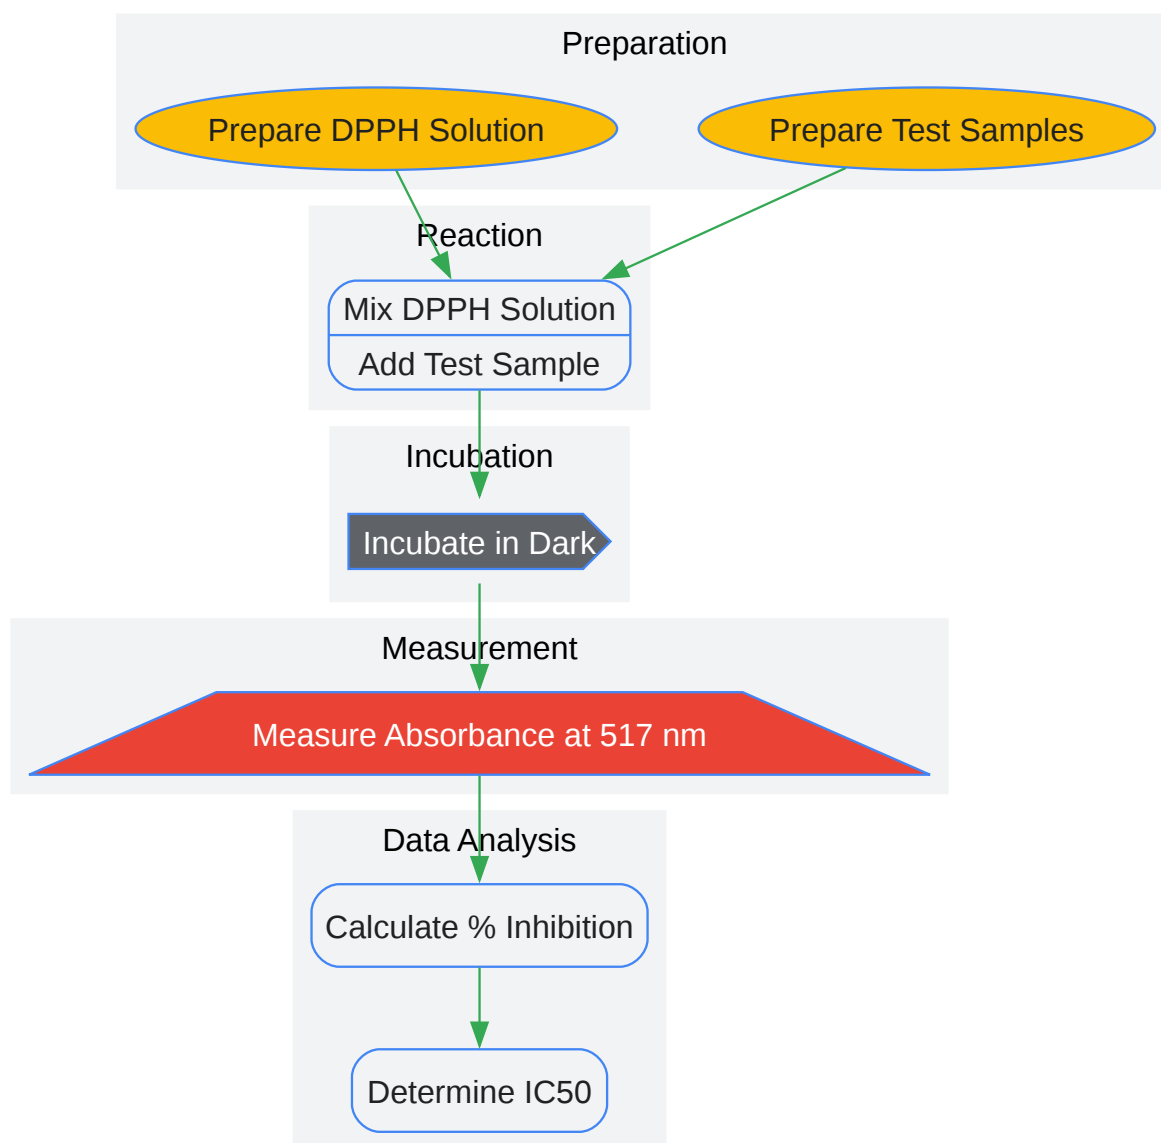 Preparation
Prepare DPPH Solution
Prepare Test Samples
Reaction
Mix DPPH Solution
Add Test Sample
Incubation
Incubate in Dark
Measurement
Measure Absorbance at 517 nm
Data Analysis
Calculate % Inhibition
Determine IC50